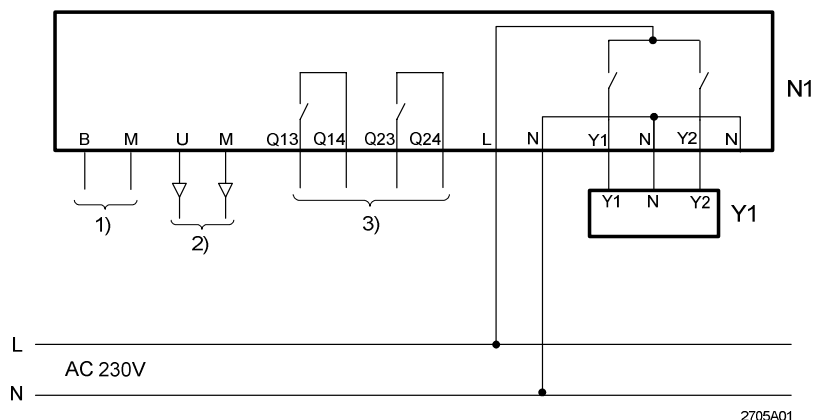 N1
B M U M Q13 Q14 Q23 Q24 L N Y1 N Y2 N
Y1 N Y2
Y1
1) 2) 3)
L
AC 230V
N
2705A01